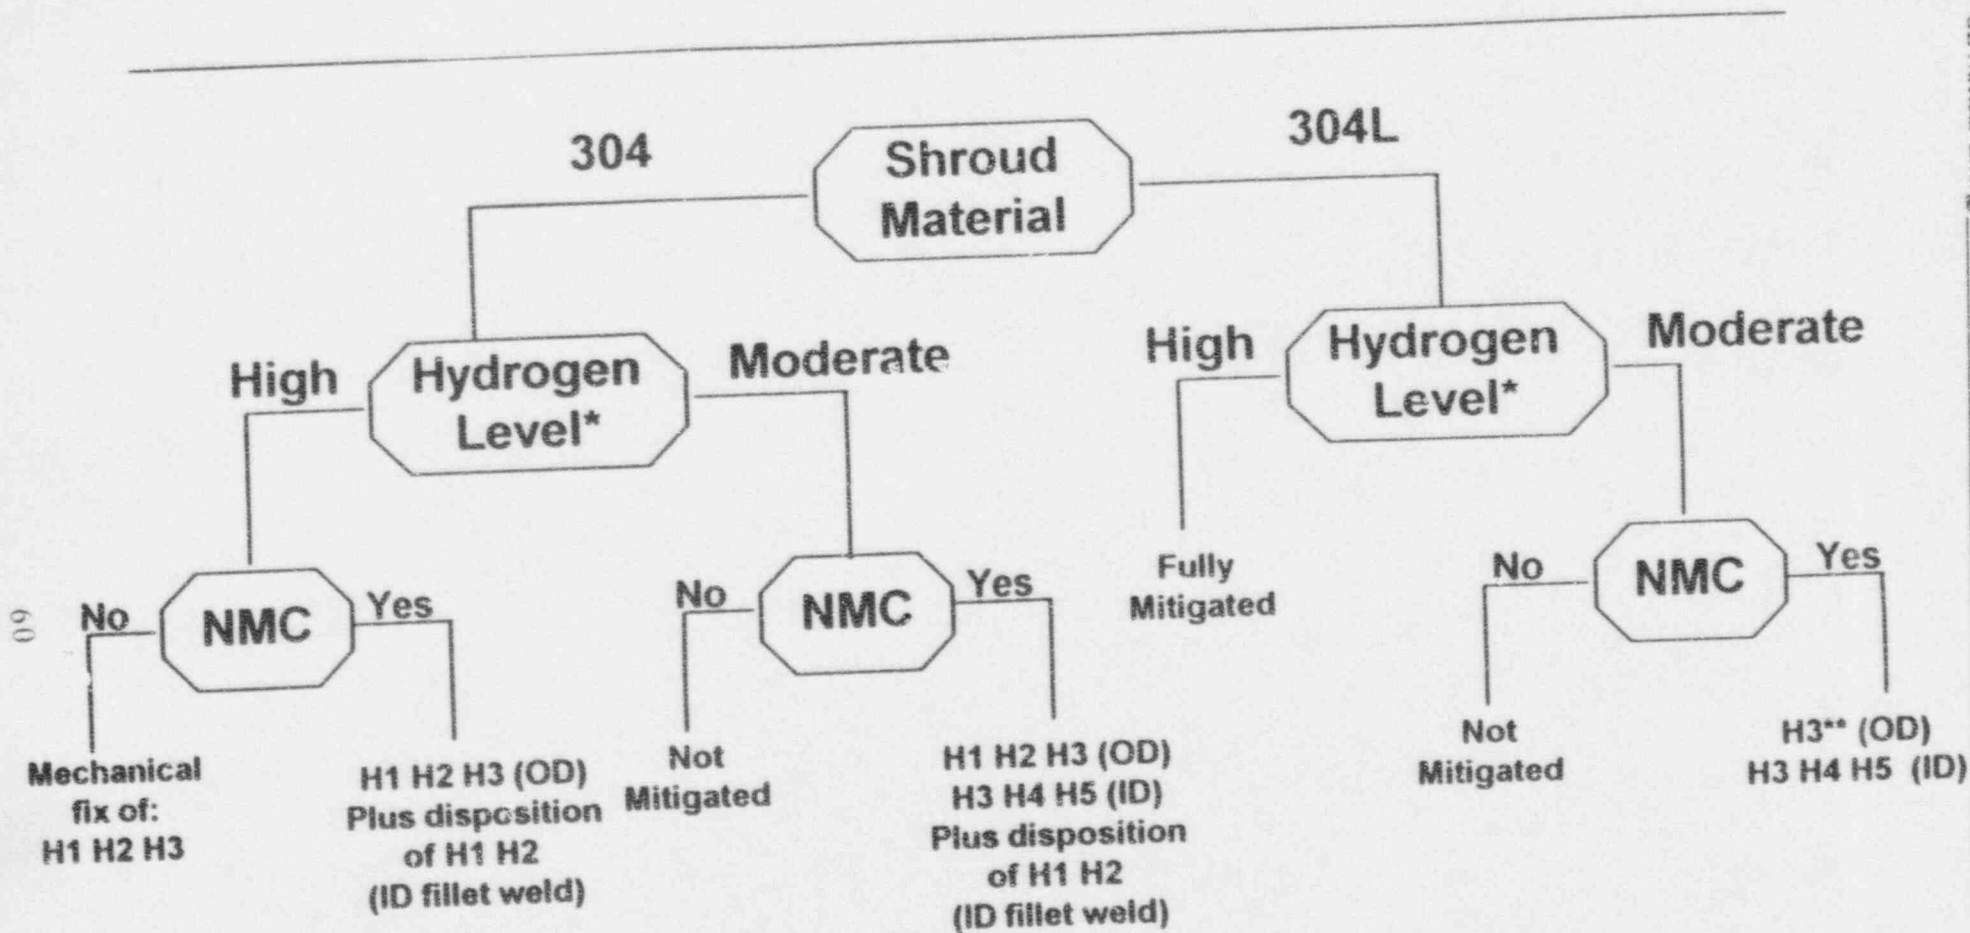 304
Shroud
Material
304L
High
Hydrogen
Level*
Moderate
High
Hydrogen
Level*
Moderate
No
NMC
Yes
No
NMC
Yes
Fully
Mitigated
No
NMC
Yes
Mechanical
fix of:
H1 H2 H3
H1 H2 H3 (OD)
Plus disposition
of H1 H2
(ID fillet weld)
Not
Mitigated
H1 H2 H3 (OD)
H3 H4 H5 (ID)
Plus disposition
of H1 H2
(ID fillet weld)
Not
Mitigated
H3** (OD)
H3 H4 H5 (ID)
60